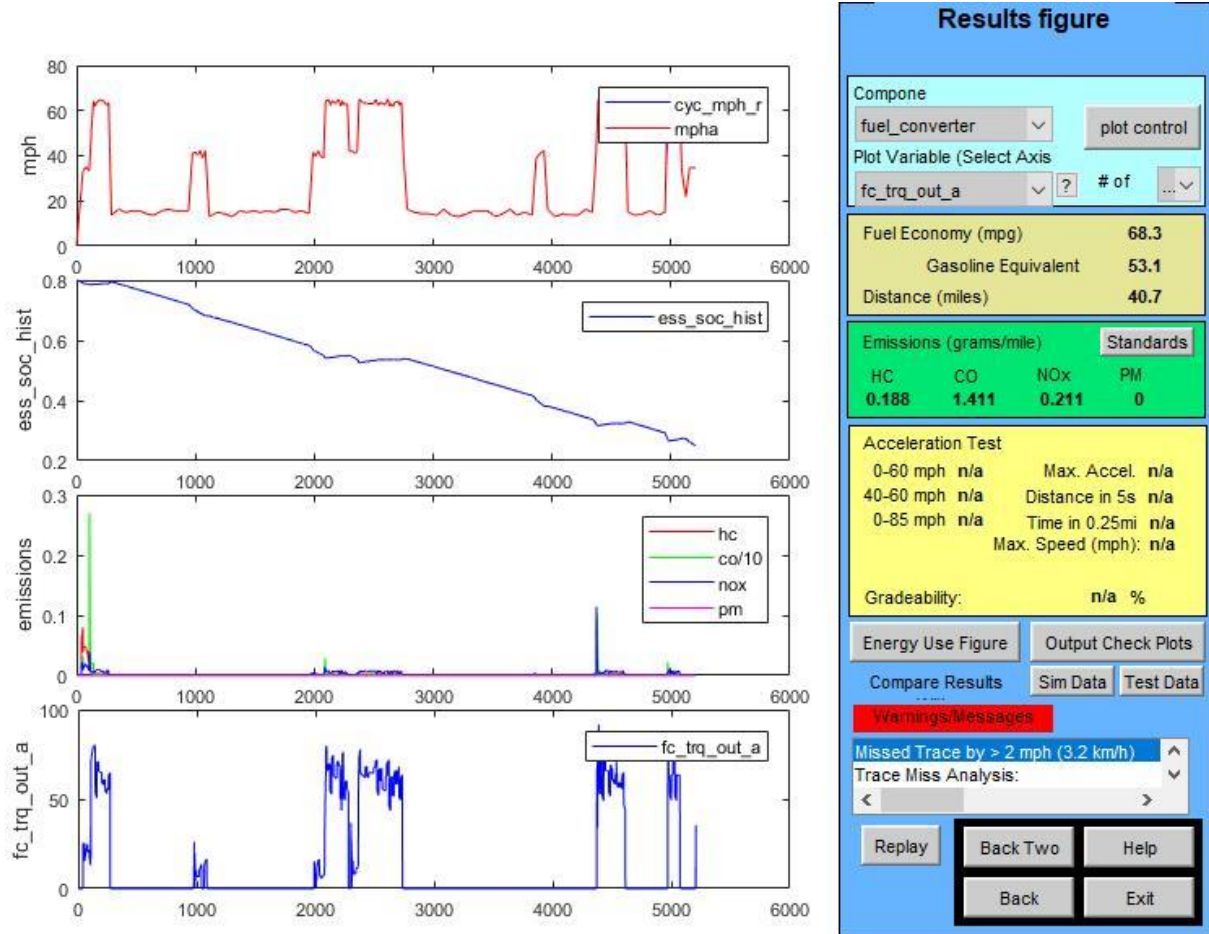 80
60
40
20
0
mph
cyc_mph_r
mpha
0 1000 2000 3000 4000 5000 6000
0.8
0.6
0.4
0.2
ess_soc_hist
ess_soc_hist
0 1000 2000 3000 4000 5000 6000
0.3
0.2
0.1
0
emissions
hc
co/10
nox
pm
0 1000 2000 3000 4000 5000 6000
100
50
0
fc_trq_out_a
fc_trq_out_a
0 1000 2000 3000 4000 5000 6000
Results figure
Compone
fuel_converter
plot control
Plot Variable (Select Axis
fc_trq_out_a
?
# of
...
Fuel Economy (mpg) 68.3
Gasoline Equivalent 53.1
Distance (miles) 40.7
Emissions (grams/mile) Standards
HC CO NOx PM
0.188 1.411 0.211 0
Acceleration Test
0-60 mph n/a Max. Accel. n/a
40-60 mph n/a Distance in 5s n/a
0-85 mph n/a Time in 0.25mi n/a
Max. Speed (mph): n/a
Gradeability: n/a %
Energy Use Figure Output Check Plots
Compare Results Sim Data Test Data
Warnings/Messages
Missed Trace by > 2 mph (3.2 km/h)
Trace Miss Analysis:
Replay Back Two Help
Back Exit